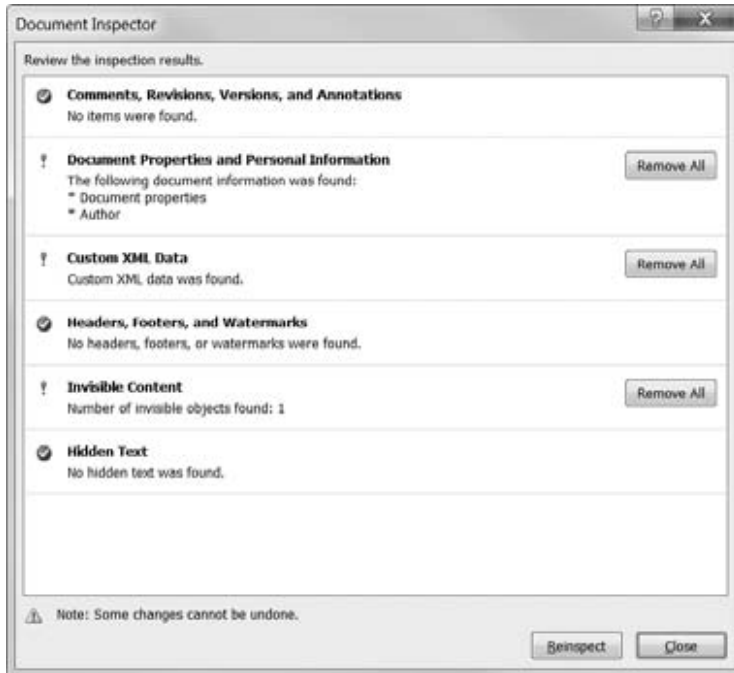 Document Inspector
Review the inspection results.
Comments, Revisions, Versions, and Annotations
No items were found.
Document Properties and Personal Information
Remove All
The following document information was found:
* Document properties
* Author
Custom XML Data
Remove All
Custom XML data was found.
Headers, Footers, and Watermarks
No headers, footers, or watermarks were found.
Invisible Content
Remove All
Number of invisible objects found: 1
Hidden Text
No hidden text was found.
Note: Some changes cannot be undone.
Reinspect Close